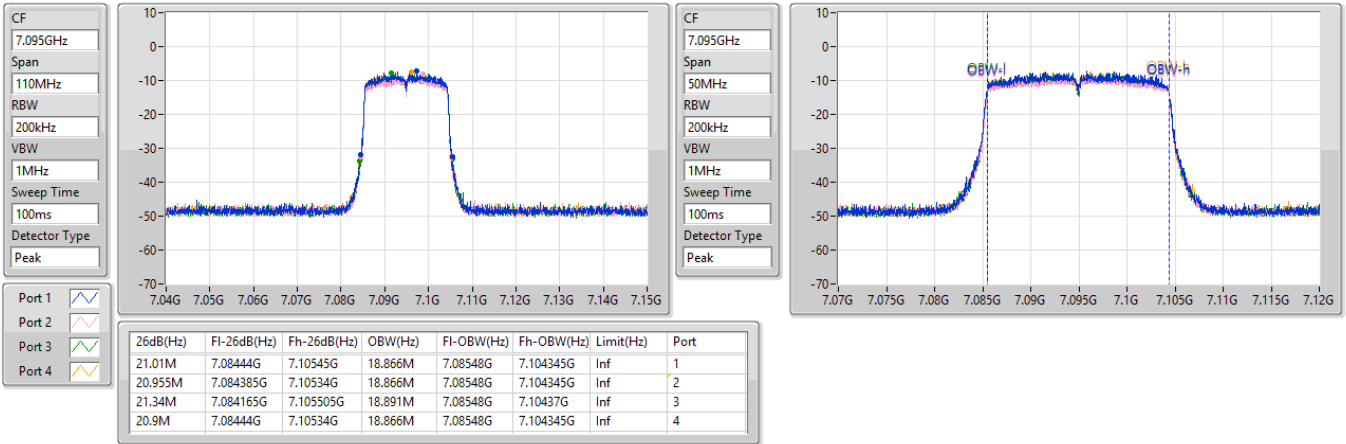 CF
7.095GHz
Span
110MHz
RBW
200kHz
VBW
1MHz
Sweep Time
100ms
Detector Type
Peak
10-
0-
-10-
-20-
-30-
-40-
-50-
-60-
-70-
7.04G 7.05G 7.06G 7.07G 7.08G 7.09G 7.1G 7.11G 7.12G 7.13G 7.14G 7.15G
CF
7.095GHz
Span
50MHz
RBW
200kHz
VBW
1MHz
Sweep Time
100ms
Detector Type
Peak
10-
0-
-10-
-20-
-30-
-40-
-50-
-60-
-70-
OBW-l OBW-h
7.07G 7.075G 7.08G 7.085G 7.09G 7.095G 7.1G 7.105G 7.11G 7.115G 7.12G
Port 1
Port 2
Port 3
Port 4
26dB(Hz) Fl-26dB(Hz) Fh-26dB(Hz) OBW(Hz) Fl-OBW(Hz) Fh-OBW(Hz) Limit(Hz) Port
21.01M 7.08444G 7.10545G 18.866M 7.08548G 7.104345G Inf 1
20.955M 7.084385G 7.10534G 18.866M 7.08548G 7.104345G Inf 2
21.34M 7.084165G 7.105505G 18.891M 7.08548G 7.10437G Inf 3
20.9M 7.08444G 7.10534G 18.866M 7.08548G 7.104345G Inf 4